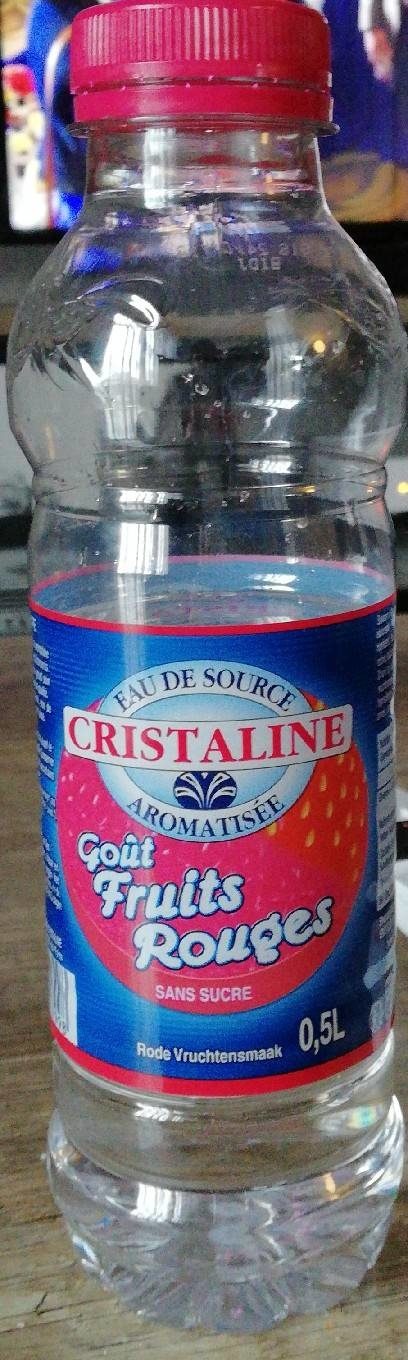 EAU DE SOURCE
CRISTALINE
AROMATISÉE
Goût
Fruits
Rouges
SANS SUCRE
Rode Vruchtensmaak 0,5L